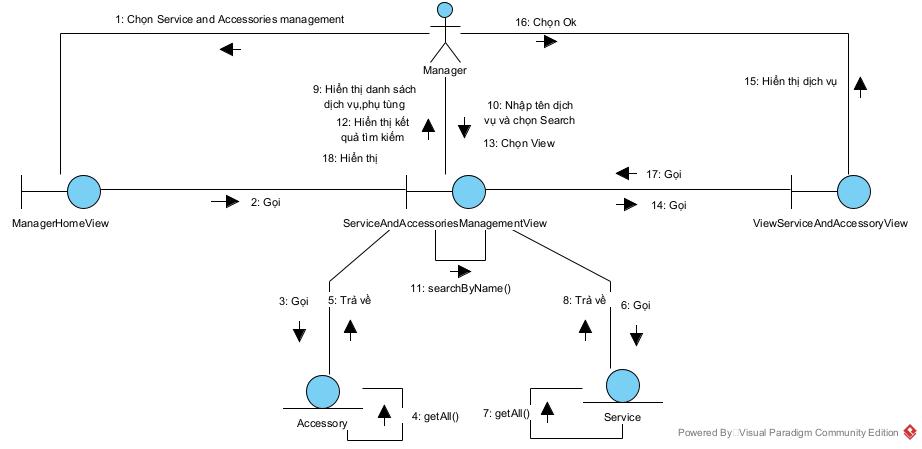 1: Chọn Service and Accessories management
16: Chọn Ok
Manager
9: Hiển thị danh sách
dịch vụ,phụ tùng
12: Hiển thị kết
quả tìm kiếm
18: Hiển thị
10: Nhập tên dịch
vụ và chọn Search
13: Chọn View
15: Hiển thị dịch vụ
17: Gọi
14: Gọi
2: Gọi
ManagerHomeView
ServiceAndAccessoriesManagementView
ViewServiceAndAccessoryView
11: searchByName()
3: Gọi
5: Trả về
8: Trả về
6: Gọi
4: getAll()
7: getAll()
Accessory
Service
Powered By Visual Paradigm Community Edition